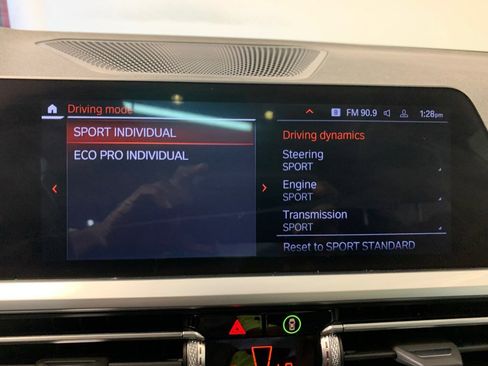 Driving mode
FM 90.9
1:28pm
SPORT INDIVIDUAL
ECO PRO INDIVIDUAL
Driving dynamics
Steering
SPORT
Engine
SPORT
Transmission
SPORT
Reset to SPORT STANDARD